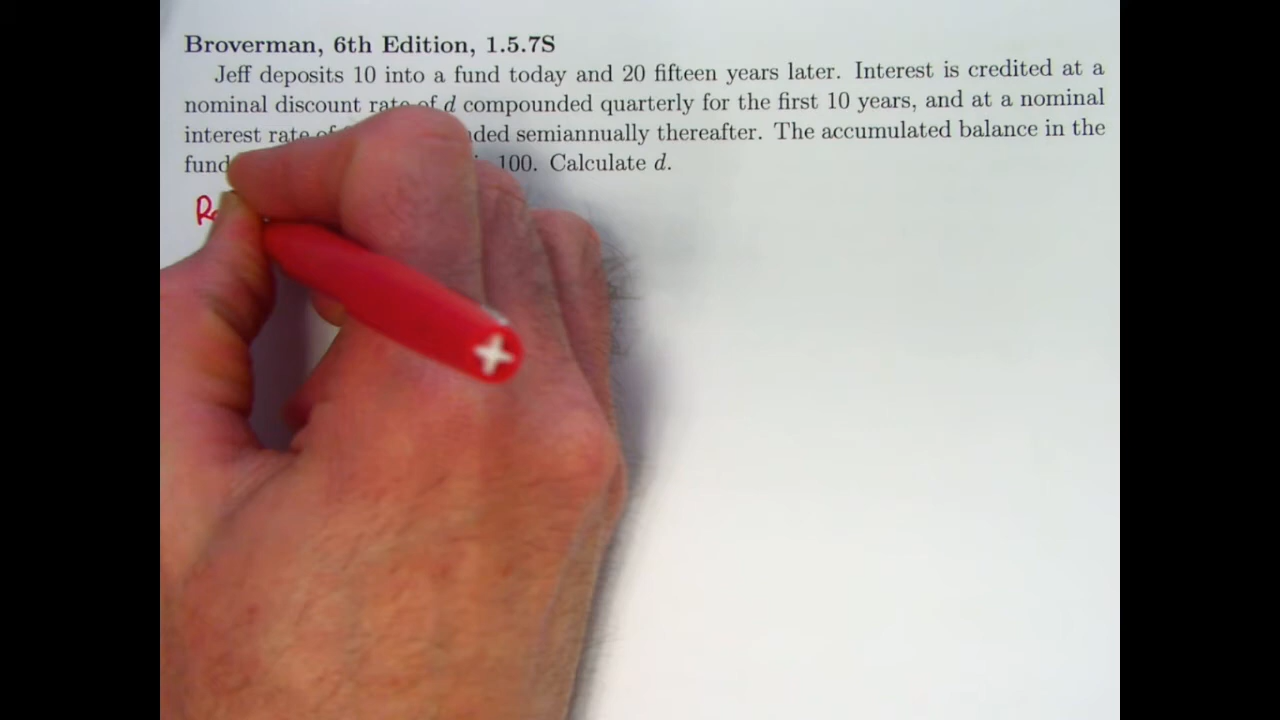 Broverman, 6th Edition, 1.5.7S
Jeff deposits 10 into a fund today and 20 fifteen years later. Interest is credited at a
nominal discount rate of d compounded quarterly for the first 10 years, and at a nominal
interest rate of semiannually thereafter. The accumulated balance in the
fund 100. Calculate d.